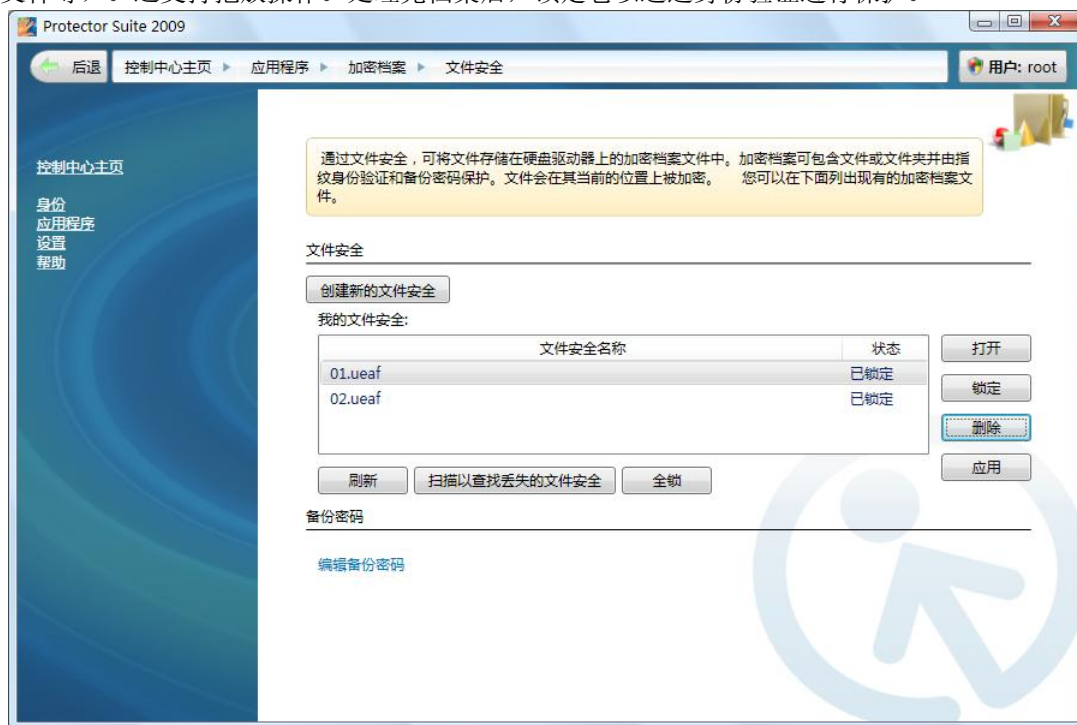 Protector Suite 2009
后退 控制中心主页 应用程序 加密档案 文件安全 用户: root
控制中心主页
身份
应用程序
设置
帮助
通过文件安全，可将文件存储在硬盘驱动器上的加密档案文件中。加密档案可包含文件或文件夹并由指
纹身份验证和备份密码保护。文件会在其当前的位置上被加密。 您可以在下面列出现有的加密档案文
件。
文件安全
创建新的文件安全
我的文件安全:
文件安全名称 状态
01.ueaf 已锁定
02.ueaf 已锁定
打开
锁定
删除
应用
刷新 扫描以查找丢失的文件安全 全锁
备份密码
编辑备份密码